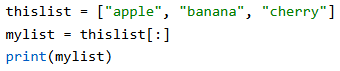 thislist = ["apple", "banana", "cherry"]
mylist = thislist[:]
print(mylist)